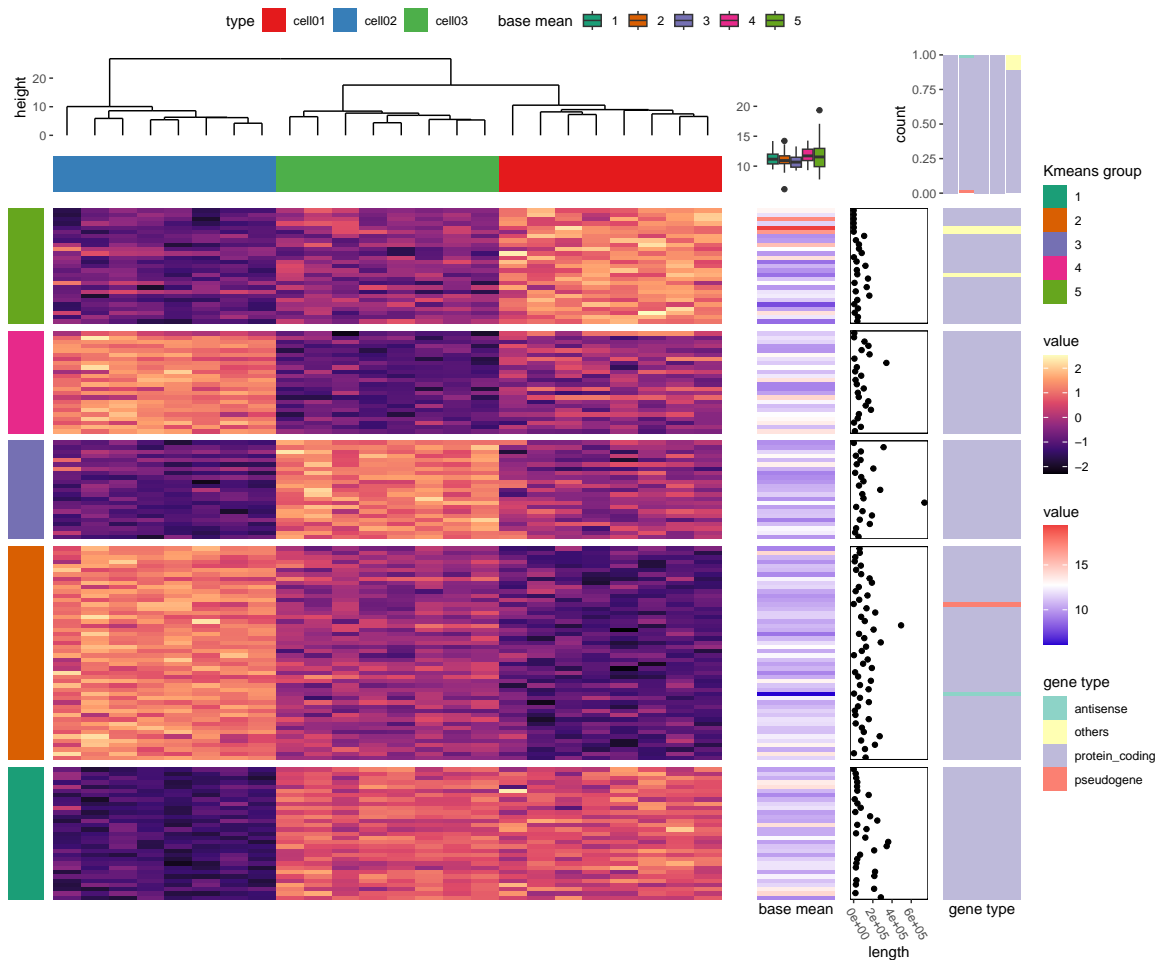 type cell01 cell02 cell03 base mean 1 2 3 4 5
height
20
10
0
20
15
10
count
1.00
0.75
0.50
0.25
0.00
Kmeans group
1
2
3
4
5
value
2
1
0
−1
−2
value
15
10
gene type
antisense
others
protein_coding
pseudogene
base mean
0e+00 2e+05 4e+05 6e+05
length
gene type